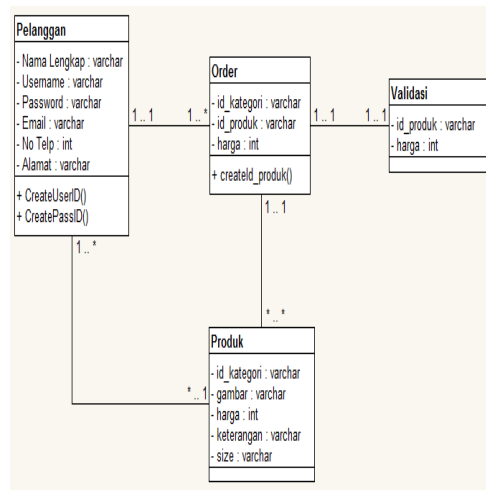 Pelanggan
- Nama Lengkap : varchar
- Username : varchar
- Password : varchar
- Email : varchar
- No Telp : int
- Alamat : varchar
+ CreateUserID()
+ CreatePassID()
1 .. 1
1 .. *
Order
- id_kategori : varchar
- id_produk : varchar
- harga : int
+ createId_produk()
1 .. 1
1 .. 1
Validasi
- id_produk : varchar
- harga : int
1 .. *
1 .. 1
* .. *
* .. 1
Produk
- id_kategori : varchar
- gambar : varchar
- harga : int
- keterangan : varchar
- size : varchar